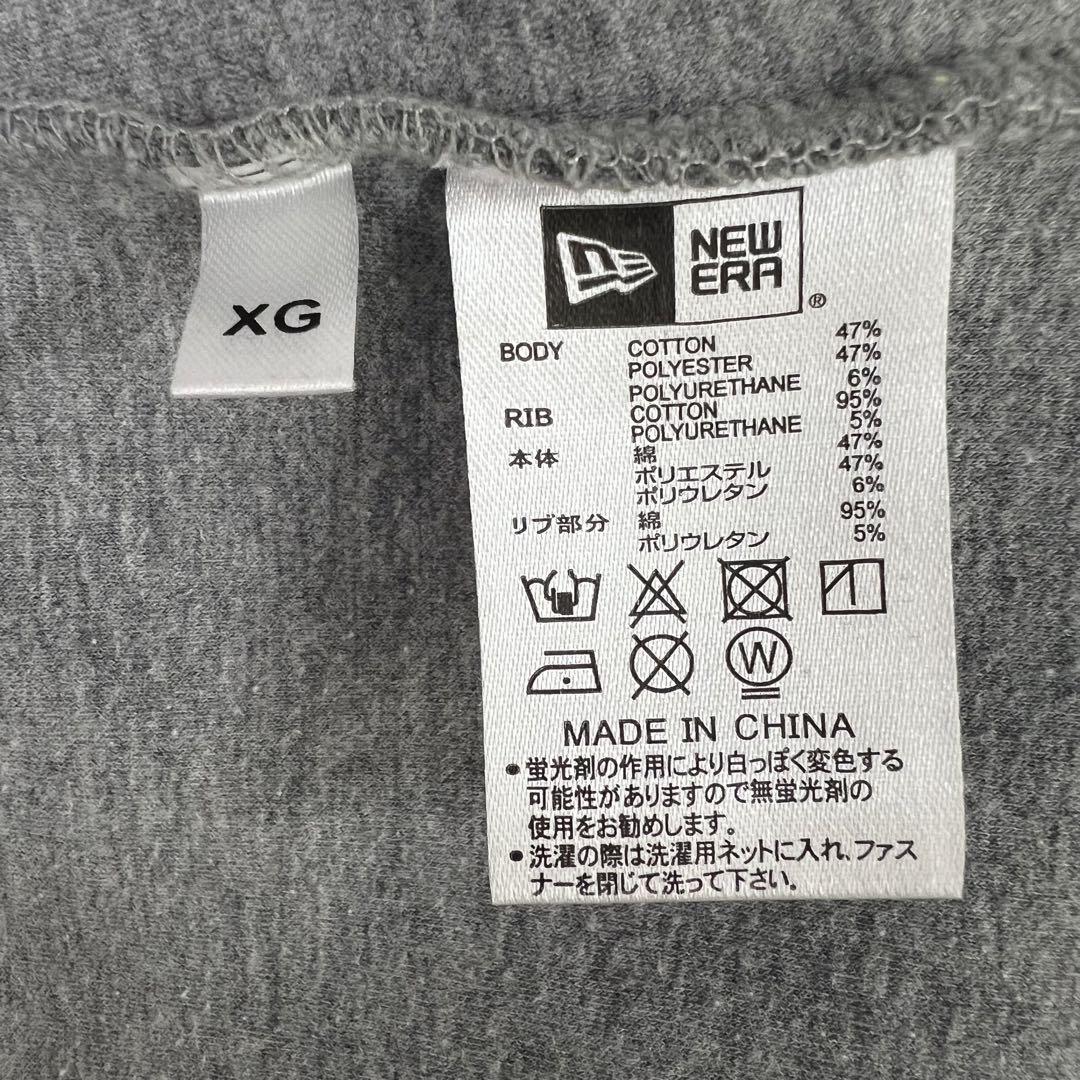 XG
NEW
ERA
®
BODY COTTON 47%
POLYESTER 47%
POLYURETHANE 6%
RIB COTTON 95%
POLYURETHANE 5%
本体 綿 47%
ポリエステル 47%
ポリウレタン 6%
リブ部分 綿 95%
ポリウレタン 5%
W
MADE IN CHINA
•蛍光剤の作用により白っぽく変色する
可能性がありますので無蛍光剤の
使用をお勧めします。
•洗濯の際は洗濯用ネットに入れ、ファス
ナーを閉じて洗って下さい。